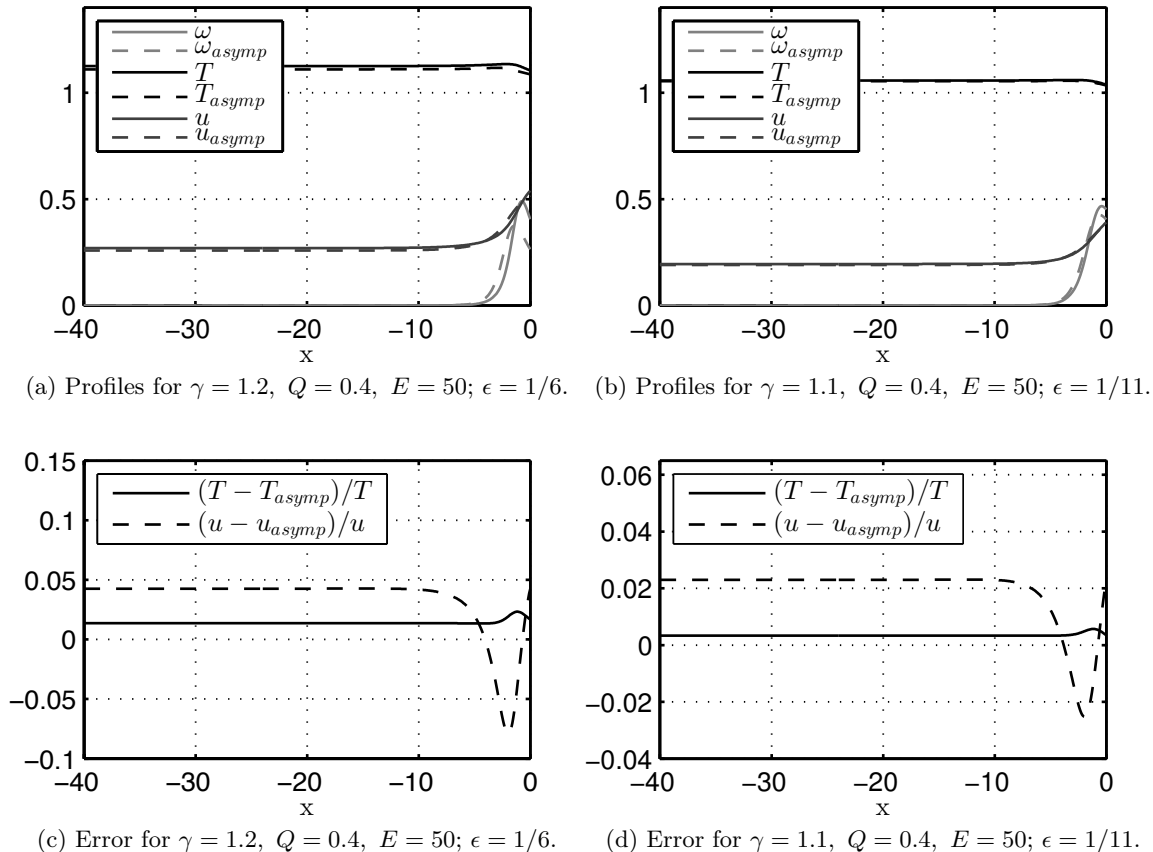 ω
ω_asymp
T
T_asymp
u
u_asymp
1
0.5
0
−40 −30 −20 −10 0
x
(a) Profiles for γ = 1.2, Q = 0.4, E = 50; ϵ = 1/6.
ω
ω_asymp
T
T_asymp
u
u_asymp
1
0.5
0
−40 −30 −20 −10 0
x
(b) Profiles for γ = 1.1, Q = 0.4, E = 50; ϵ = 1/11.
0.15
(T − T_asymp)/T
(u − u_asymp)/u
0.1
0.05
0
−0.05
−0.1
−40 −30 −20 −10 0
x
(c) Error for γ = 1.2, Q = 0.4, E = 50; ϵ = 1/6.
(T − T_asymp)/T
(u − u_asymp)/u
0.06
0.04
0.02
0
−0.02
−0.04
−40 −30 −20 −10 0
x
(d) Error for γ = 1.1, Q = 0.4, E = 50; ϵ = 1/11.